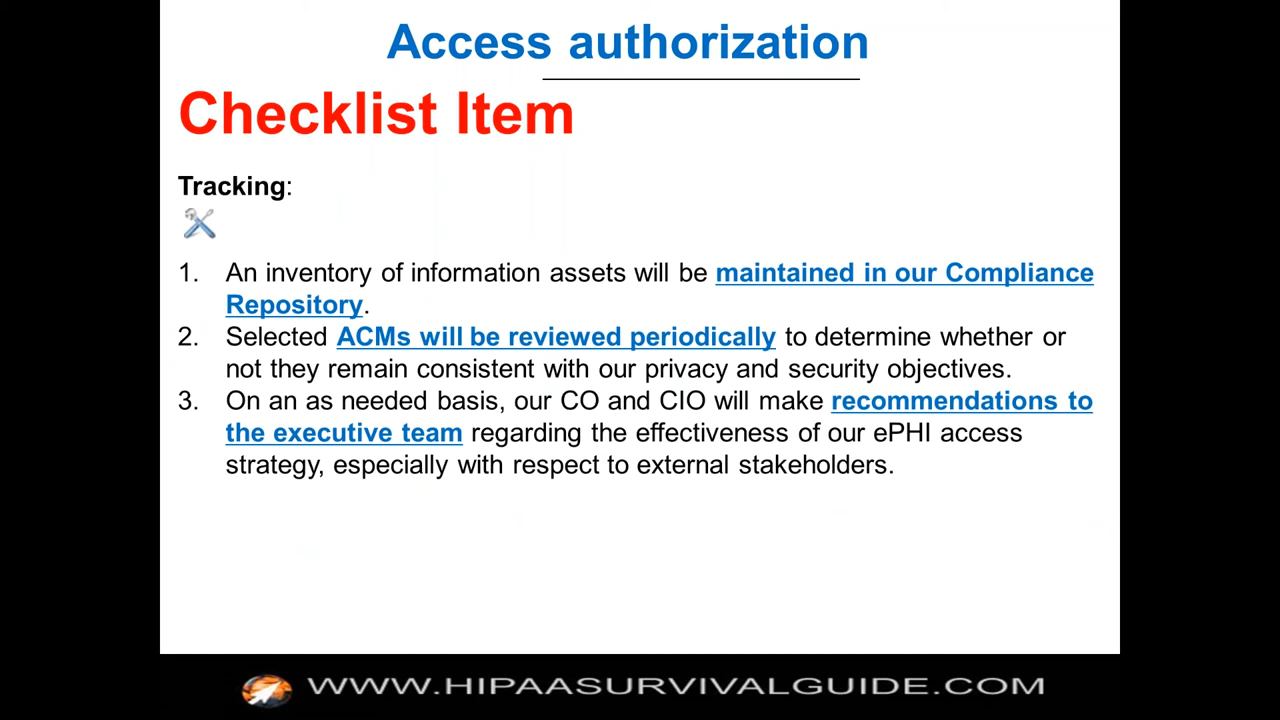 Access authorization
Checklist Item
Tracking:
1. An inventory of information assets will be maintained in our Compliance
Repository.
2. Selected ACMs will be reviewed periodically to determine whether or
not they remain consistent with our privacy and security objectives.
3. On an as needed basis, our CO and CIO will make recommendations to
the executive team regarding the effectiveness of our ePHI access
strategy, especially with respect to external stakeholders.
WWW.HIPAASURVIVALGUIDE.COM